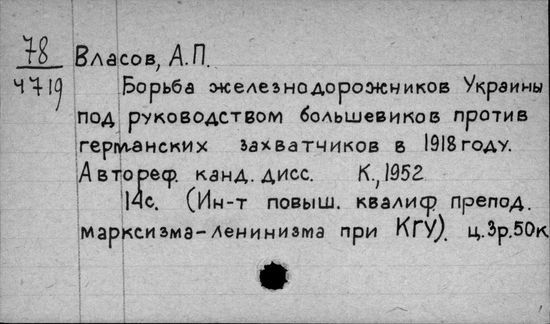 78 Власов, А.П.
4719 Борьба железнодорожников Украины
под руководством большевиков против
германских захватчиков в 1918 году.
Автореф. канд. дисс. К., 1952
14с. (Ин-т повыш. квалиф. препод.
марксизма-ленинизма при КГУ). ц.3р.50к